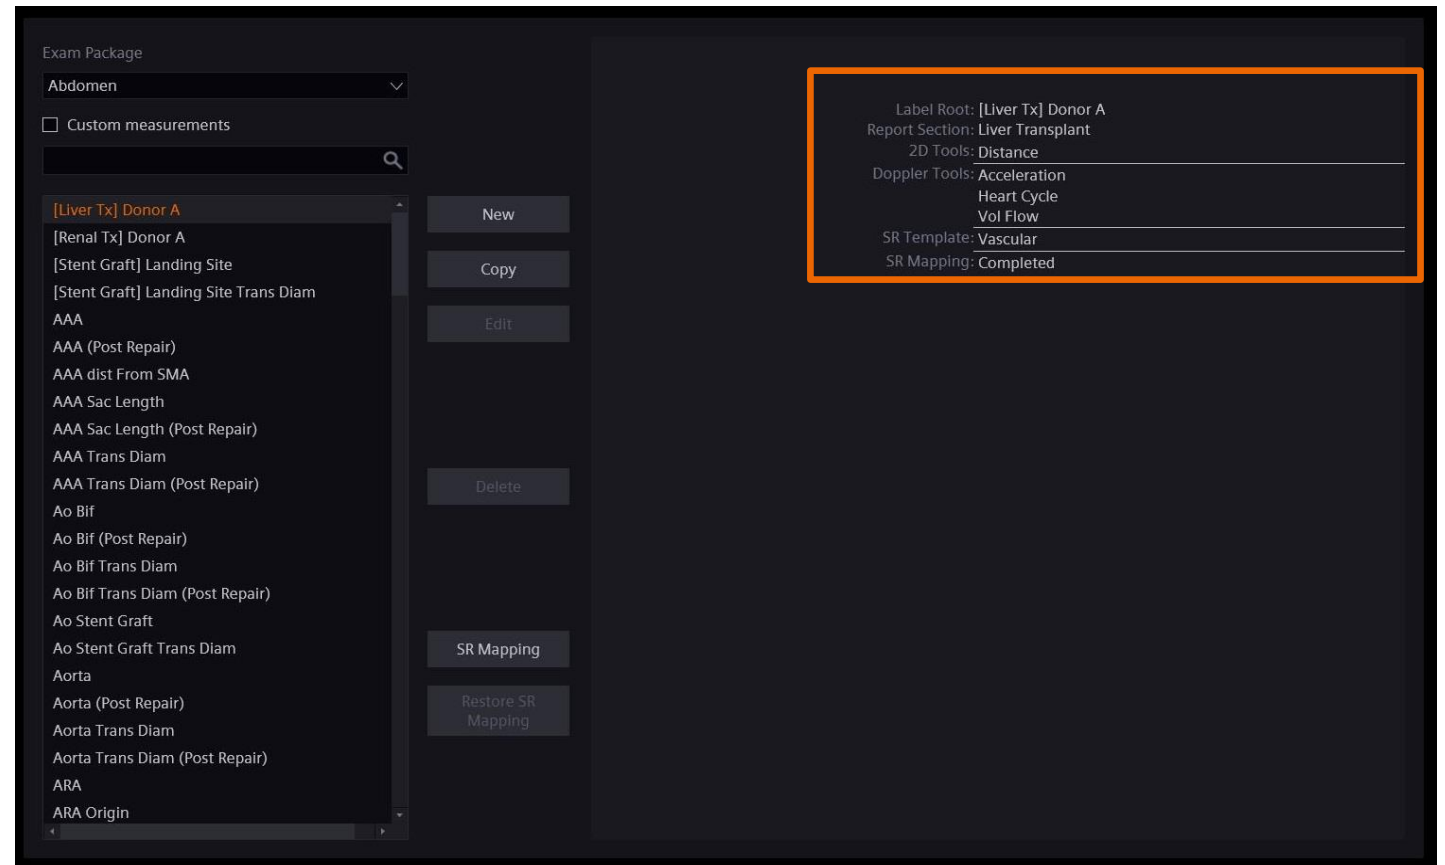 Exam Package
Abdomen
Custom measurements
[Liver Tx] Donor A
[Renal Tx] Donor A
[Stent Graft] Landing Site
[Stent Graft] Landing Site Trans Diam
AAA
AAA (Post Repair)
AAA dist From SMA
AAA Sac Length
AAA Sac Length (Post Repair)
AAA Trans Diam
AAA Trans Diam (Post Repair)
Ao Bif
Ao Bif (Post Repair)
Ao Bif Trans Diam
Ao Bif Trans Diam (Post Repair)
Ao Stent Graft
Ao Stent Graft Trans Diam
Aorta
Aorta (Post Repair)
Aorta Trans Diam
Aorta Trans Diam (Post Repair)
ARA
ARA Origin
New
Copy
Edit
Delete
SR Mapping
Restore SR
Mapping
Label Root: [Liver Tx] Donor A
Report Section: Liver Transplant
2D Tools: Distance
Doppler Tools: Acceleration
Heart Cycle
Vol Flow
SR Template: Vascular
SR Mapping: Completed